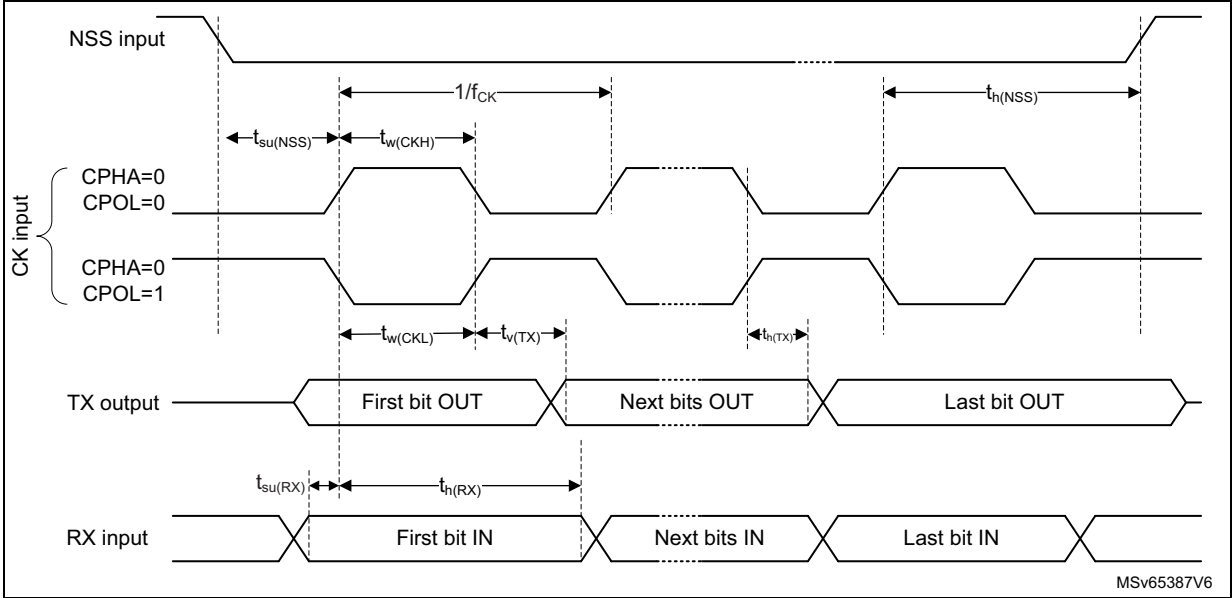 NSS input
1/fCK
th(NSS)
tsu(NSS)
tw(CKH)
CK input
CPHA=0
CPOL=0
CPHA=0
CPOL=1
tw(CKL)
tv(TX)
th(TX)
TX output
First bit OUT
Next bits OUT
Last bit OUT
tsu(RX)
th(RX)
RX input
First bit IN
Next bits IN
Last bit IN
MSv65387V6